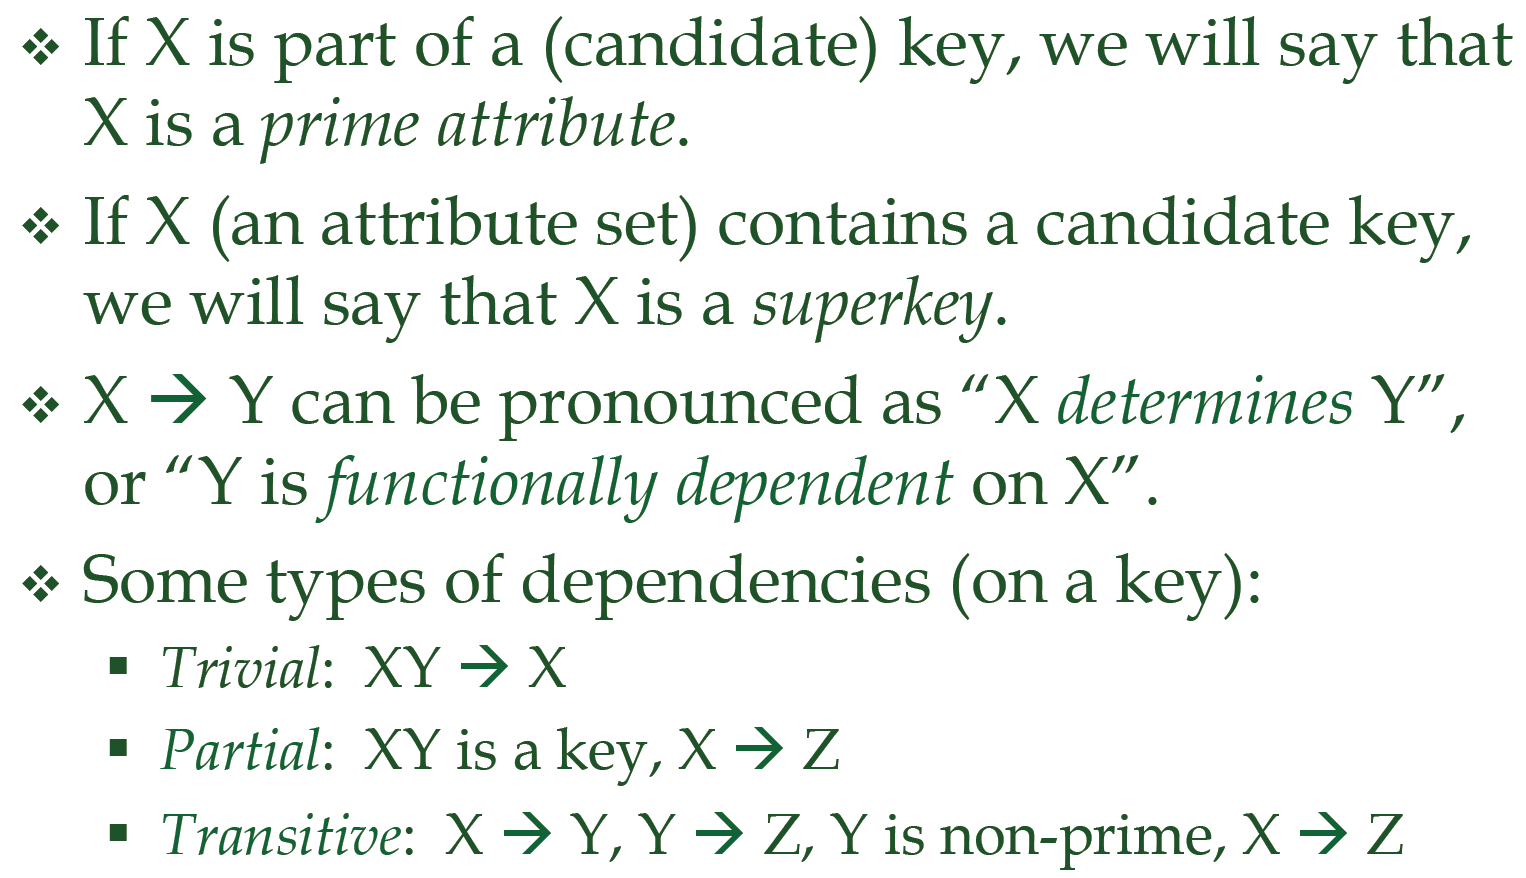 ❖ If X is part of a (candidate) key, we will say that
X is a prime attribute.
❖ If X (an attribute set) contains a candidate key,
we will say that X is a superkey.
❖ X → Y can be pronounced as “X determines Y”,
or “Y is functionally dependent on X”.
❖ Some types of dependencies (on a key):
▪ Trivial: XY → X
▪ Partial: XY is a key, X → Z
▪ Transitive: X → Y, Y → Z, Y is non-prime, X → Z